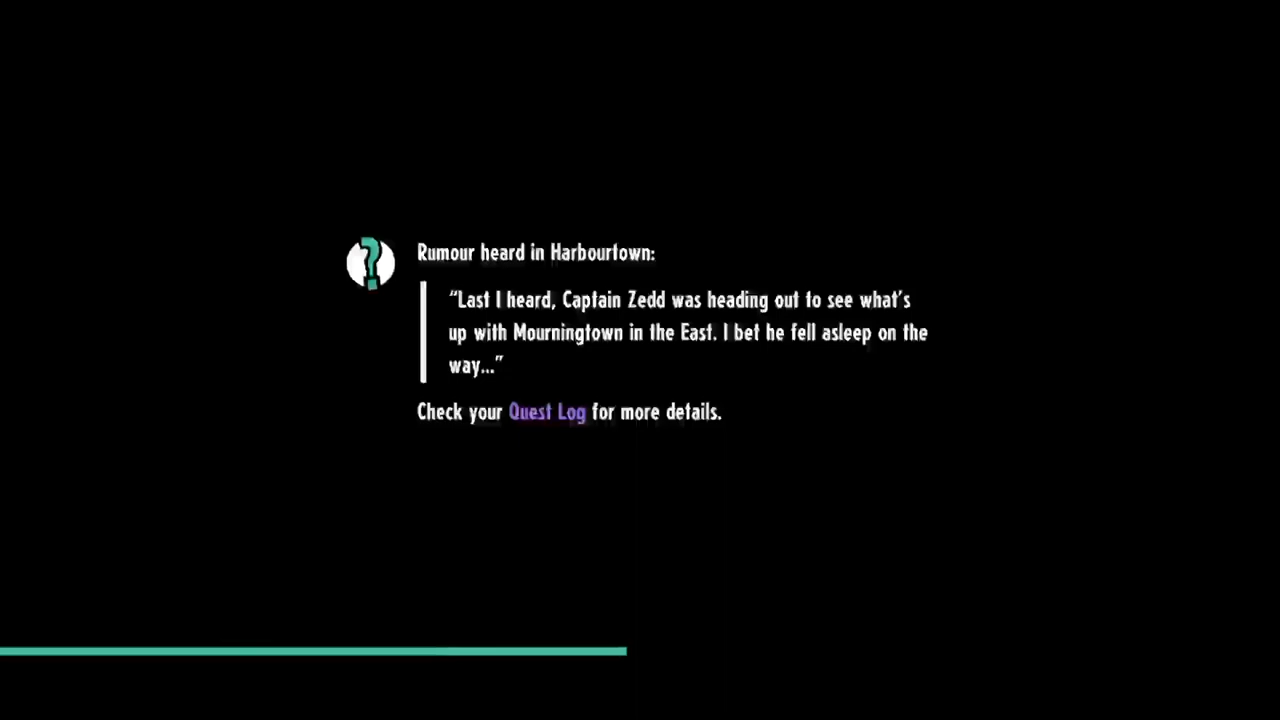 Rumour heard in Harbourtown:
“Last I heard, Captain Zedd was heading out to see what's
up with Mourningtown in the East. I bet he fell asleep on the
way...”
Check your Quest Log for more details.